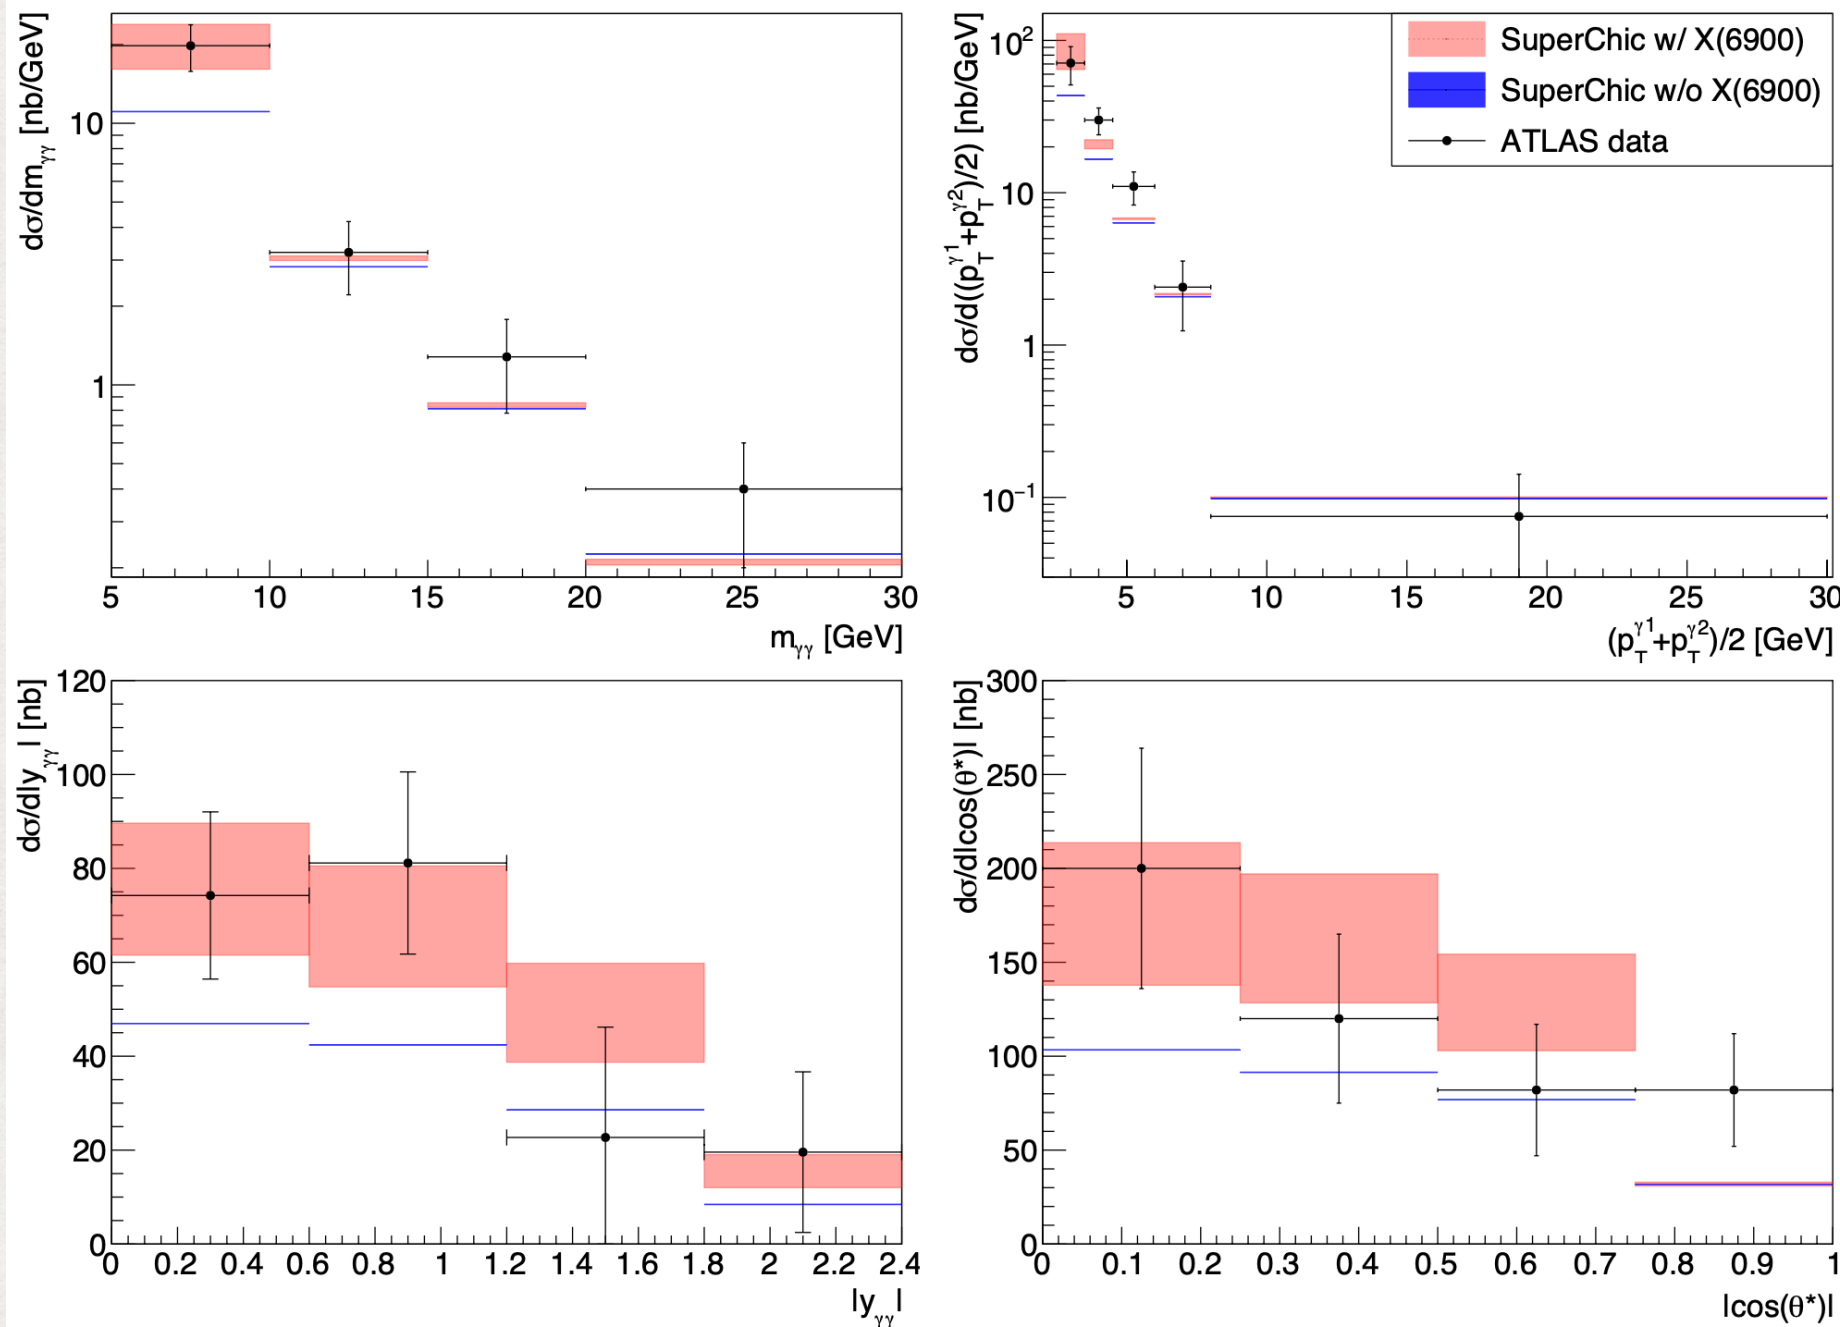 dσ/dm_γγ [nb/GeV]
10
1
5 10 15 20 25 30
m_γγ [GeV]
dσ/d((p_T^γ1+p_T^γ2)/2) [nb/GeV]
10²
10
1
10⁻¹
5 10 15 20 25 30
(p_T^γ1+p_T^γ2)/2 [GeV]
SuperChic w/ X(6900)
SuperChic w/o X(6900)
ATLAS data
dσ/d|y_γγ| [nb]
120
100
80
60
40
20
0
0 0.2 0.4 0.6 0.8 1 1.2 1.4 1.6 1.8 2 2.2 2.4
|y_γγ|
dσ/d|cos(θ*)| [nb]
300
250
200
150
100
50
0
0 0.1 0.2 0.3 0.4 0.5 0.6 0.7 0.8 0.9 1
|cos(θ*)|